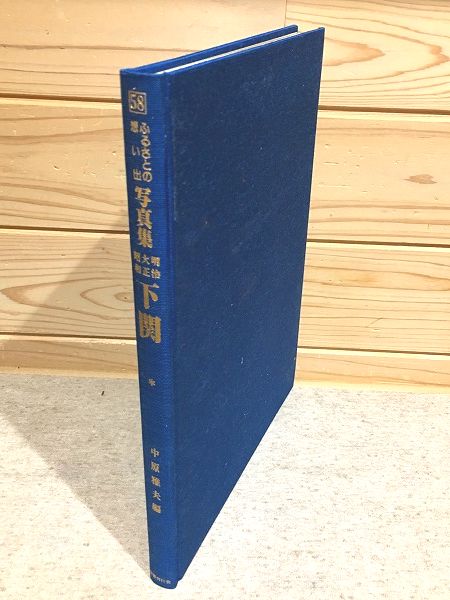 58
ふるさとの
想い出
写真集
明治
大正
昭和
下関
*
中原雅夫編